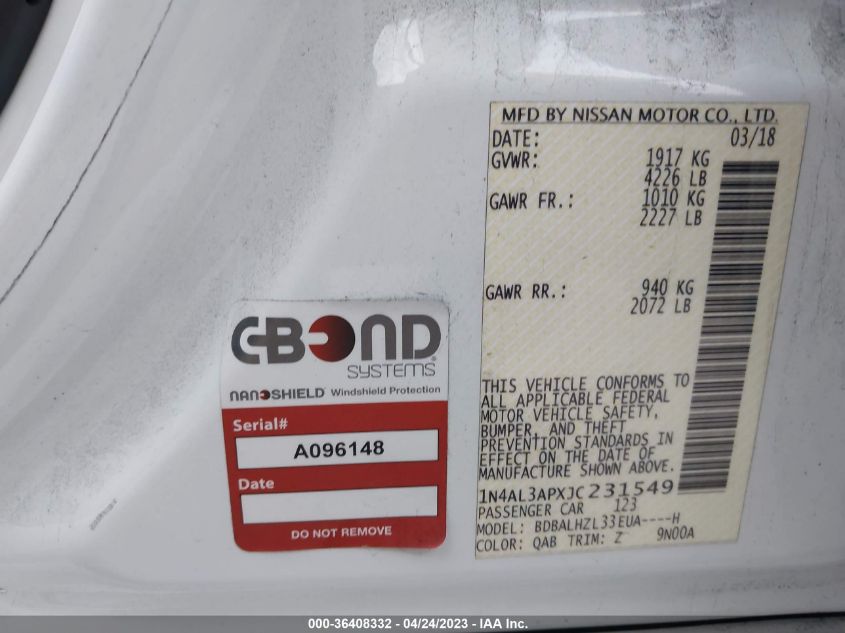 MFD BY NISSAN MOTOR CO., LTD.
DATE: 03/18
GVWR: 1917 KG
4226 LB
GAWR FR.: 1010 KG
2227 LB
GAWR RR.: 940 KG
2072 LB
THIS VEHICLE CONFORMS TO
ALL APPLICABLE FEDERAL
MOTOR VEHICLE SAFETY,
BUMPER, AND THEFT
PREVENTION STANDARDS IN
EFFECT ON THE DATE OF
MANUFACTURE SHOWN ABOVE.
1N4AL3APXJC231549
PASSENGER CAR 123
MODEL: BDBALHZL33EUA----H
COLOR: QAB TRIM: Z 9N00A
C-BOND
SYSTEMS®
NANOSHIELD Windshield Protection
Serial#
A096148
Date
DO NOT REMOVE
000-36408332 - 04/24/2023 - IAA Inc.